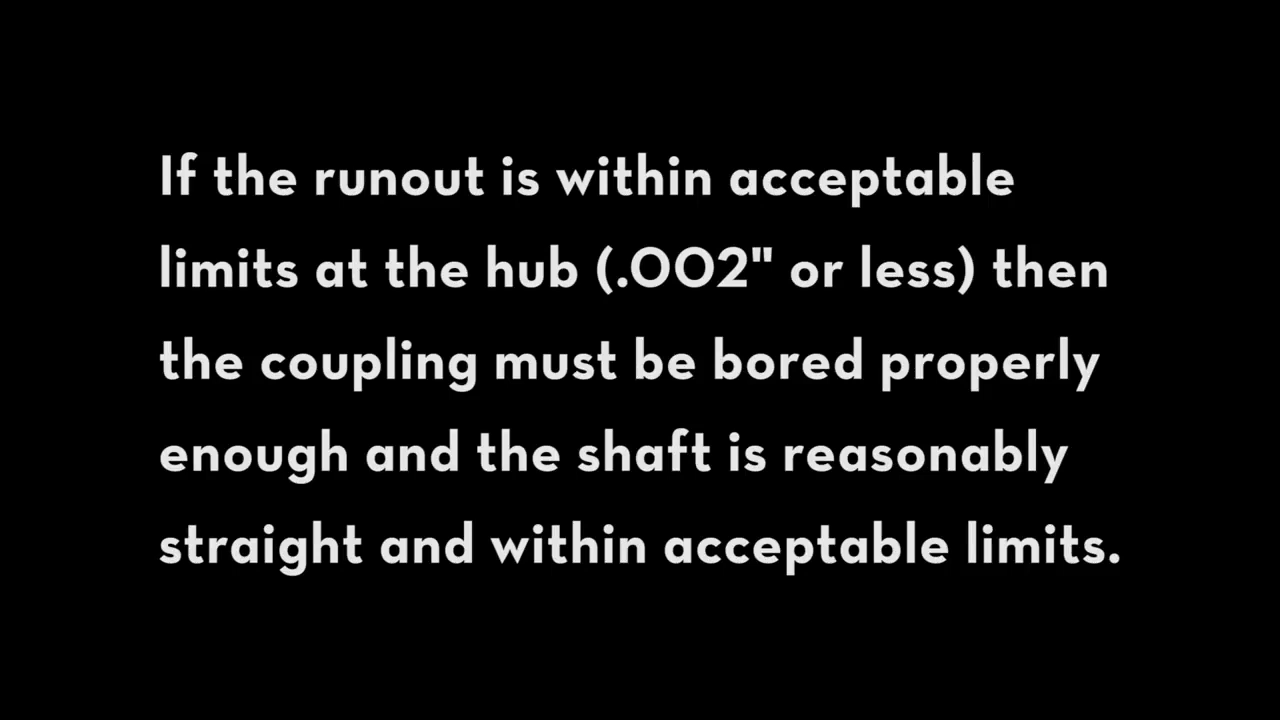 If the runout is within acceptable
limits at the hub (.002" or less) then
the coupling must be bored properly
enough and the shaft is reasonably
straight and within acceptable limits.